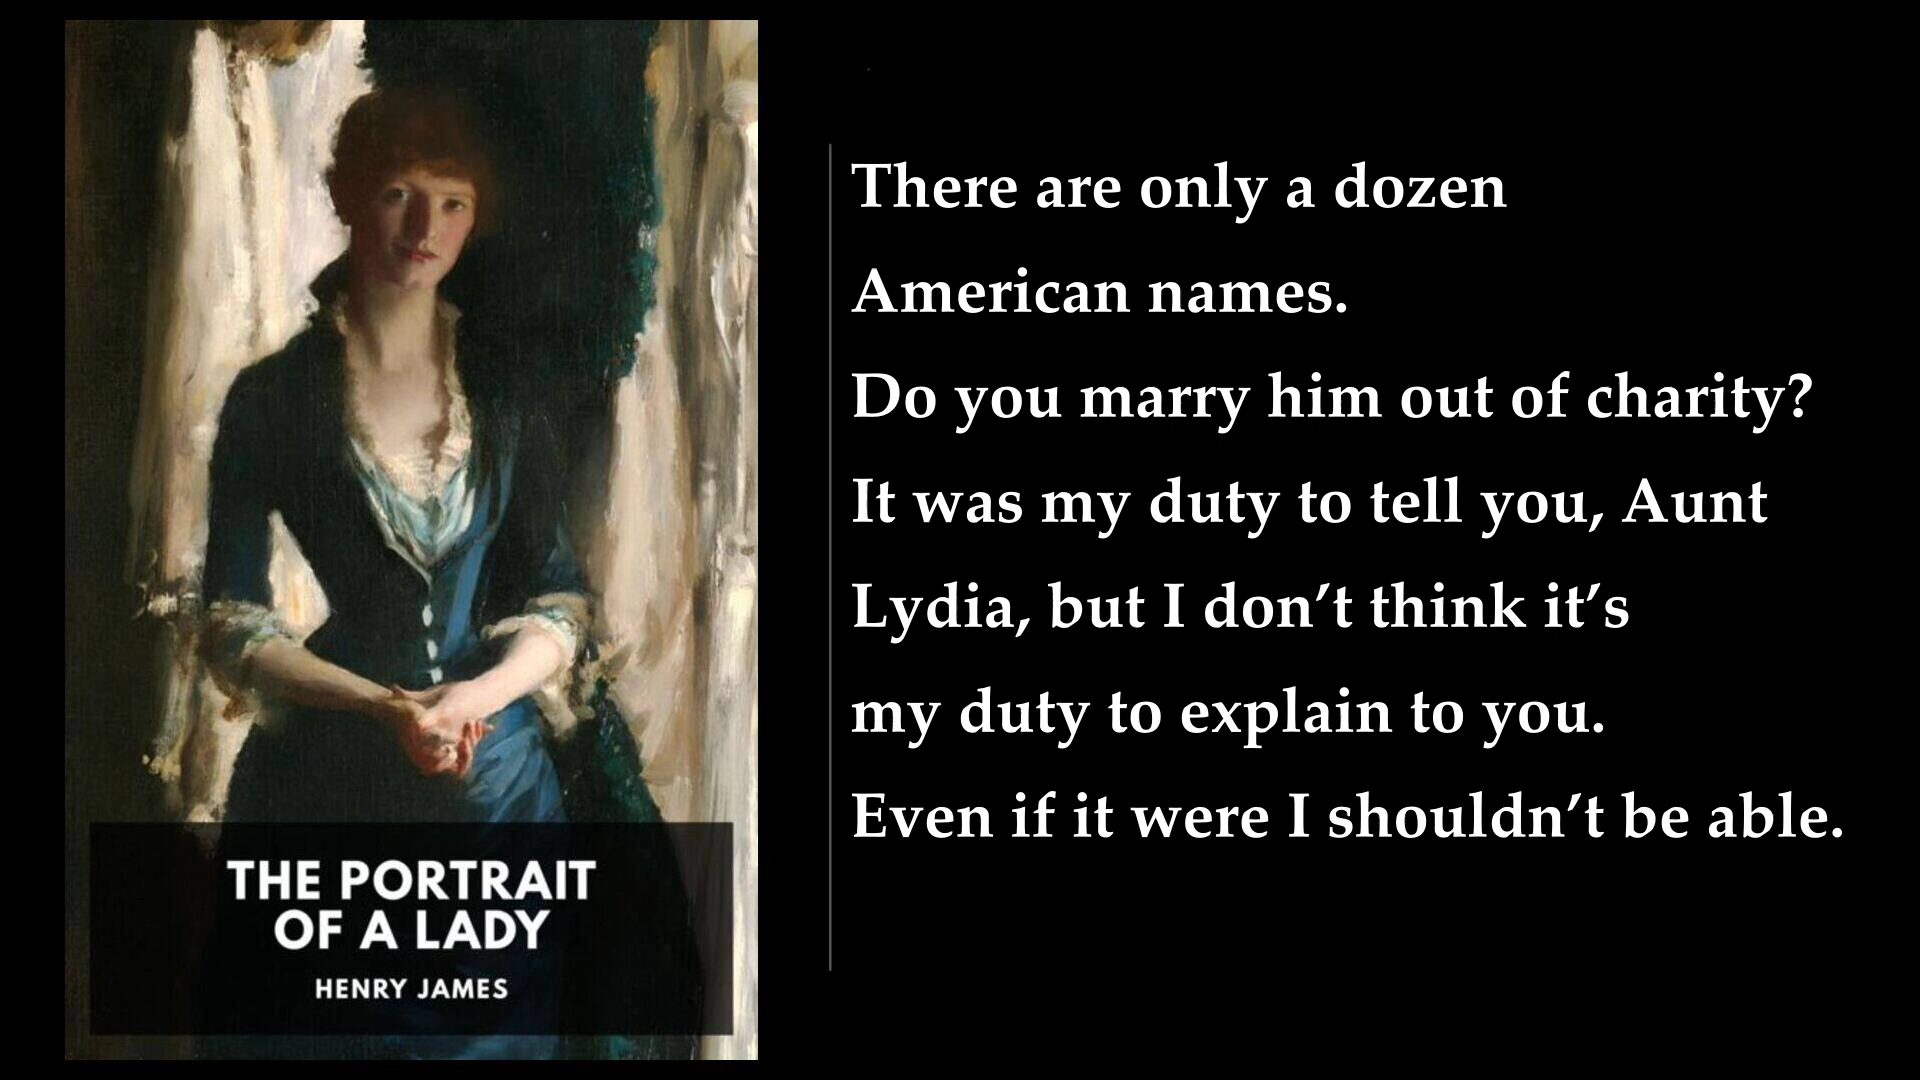 THE PORTRAIT
OF A LADY
HENRY JAMES
There are only a dozen
American names.
Do you marry him out of charity?
It was my duty to tell you, Aunt
Lydia, but I don’t think it’s
my duty to explain to you.
Even if it were I shouldn’t be able.